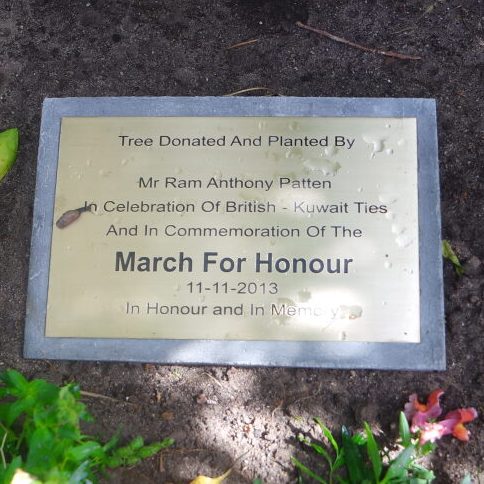 Tree Donated And Planted By
Mr Ram Anthony Patten
In Celebration Of British - Kuwait Ties
And In Commemoration Of The
March For Honour
11-11-2013
In Honour and In Memory